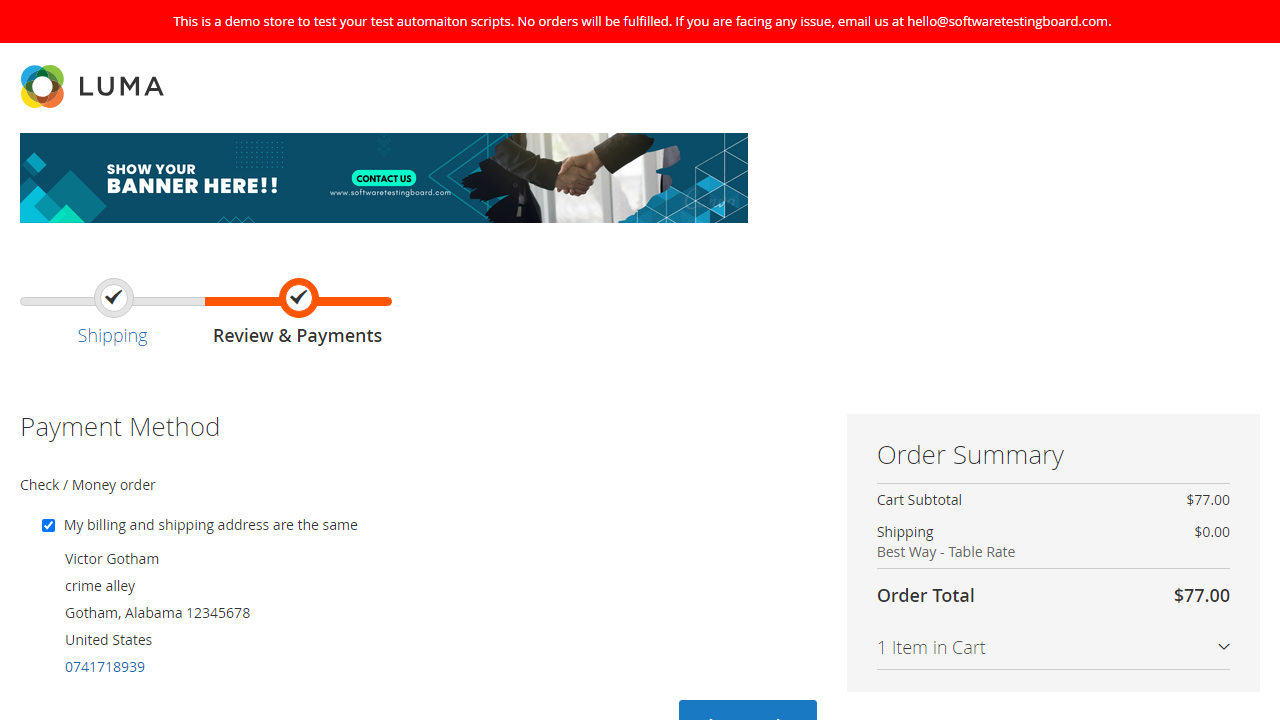 This is a demo store to test your test automaiton scripts. No orders will be fulfilled. If you are facing any issue, email us at hello@softwaretestingboard.com.
LUMA
SHOW YOUR
BANNER HERE!!
CONTACT US
www.softwaretestingboard.com
Shipping
Review & Payments
Payment Method
Check / Money order
My billing and shipping address are the same
Victor Gotham
crime alley
Gotham, Alabama 12345678
United States
0741718939
Order Summary
Cart Subtotal $77.00
Shipping $0.00
Best Way - Table Rate
Order Total $77.00
1 Item in Cart